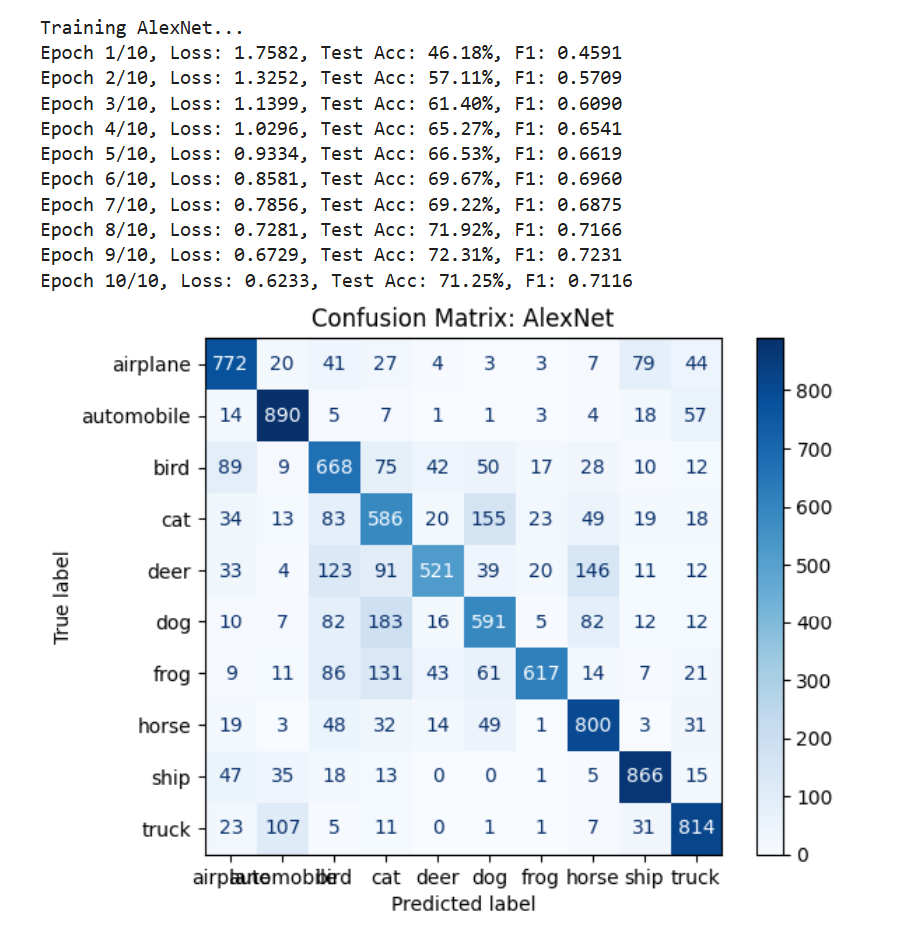 Training AlexNet...
Epoch 1/10, Loss: 1.7582, Test Acc: 46.18%, F1: 0.4591
Epoch 2/10, Loss: 1.3252, Test Acc: 57.11%, F1: 0.5709
Epoch 3/10, Loss: 1.1399, Test Acc: 61.40%, F1: 0.6090
Epoch 4/10, Loss: 1.0296, Test Acc: 65.27%, F1: 0.6541
Epoch 5/10, Loss: 0.9334, Test Acc: 66.53%, F1: 0.6619
Epoch 6/10, Loss: 0.8581, Test Acc: 69.67%, F1: 0.6960
Epoch 7/10, Loss: 0.7856, Test Acc: 69.22%, F1: 0.6875
Epoch 8/10, Loss: 0.7281, Test Acc: 71.92%, F1: 0.7166
Epoch 9/10, Loss: 0.6729, Test Acc: 72.31%, F1: 0.7231
Epoch 10/10, Loss: 0.6233, Test Acc: 71.25%, F1: 0.7116
Confusion Matrix: AlexNet
True label
airplane 772 20 41 27 4 3 3 7 79 44
automobile 14 890 5 7 1 1 3 4 18 57
bird 89 9 668 75 42 50 17 28 10 12
cat 34 13 83 586 20 155 23 49 19 18
deer 33 4 123 91 521 39 20 146 11 12
dog 10 7 82 183 16 591 5 82 12 12
frog 9 11 86 131 43 61 617 14 7 21
horse 19 3 48 32 14 49 1 800 3 31
ship 47 35 18 13 0 0 1 5 866 15
truck 23 107 5 11 0 1 1 7 31 814
airplane automobile bird cat deer dog frog horse ship truck
Predicted label
800
700
600
500
400
300
200
100
0